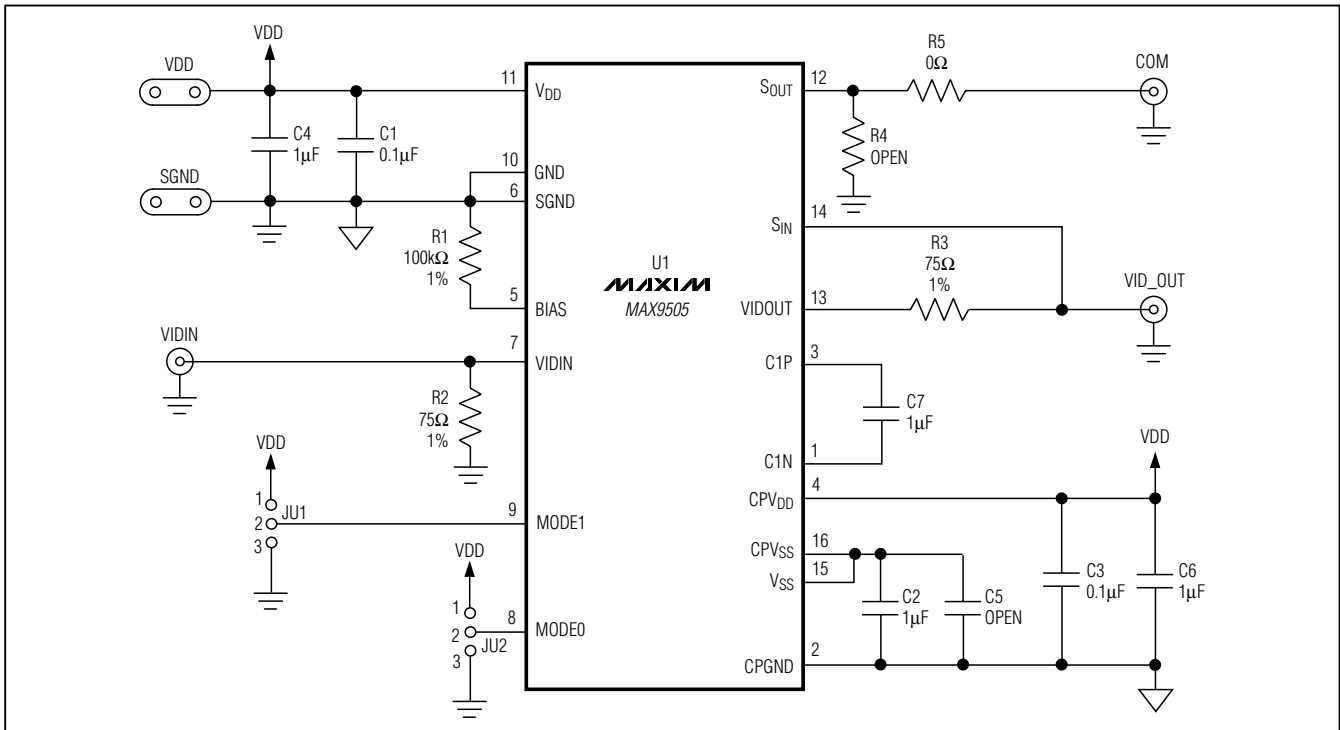 VDD
VDD
11
VDD
C4
1µF
C1
0.1µF
10
GND
SGND
6
SGND
R1
100kΩ
1%
5
BIAS
VIDIN
7
VIDIN
R2
75Ω
1%
VDD
1
2
3
JU1
9
MODE1
VDD
1
2
3
JU2
8
MODE0
U1
MAXIM
MAX9505
SOUT
12
R5
0Ω
COM
R4
OPEN
SIN
14
R3
75Ω
1%
VIDOUT
13
VID_OUT
C1P
3
C7
1µF
C1N
1
VDD
CPVDD
4
CPVSS
16
VSS
15
C2
1µF
C5
OPEN
C3
0.1µF
C6
1µF
CPGND
2